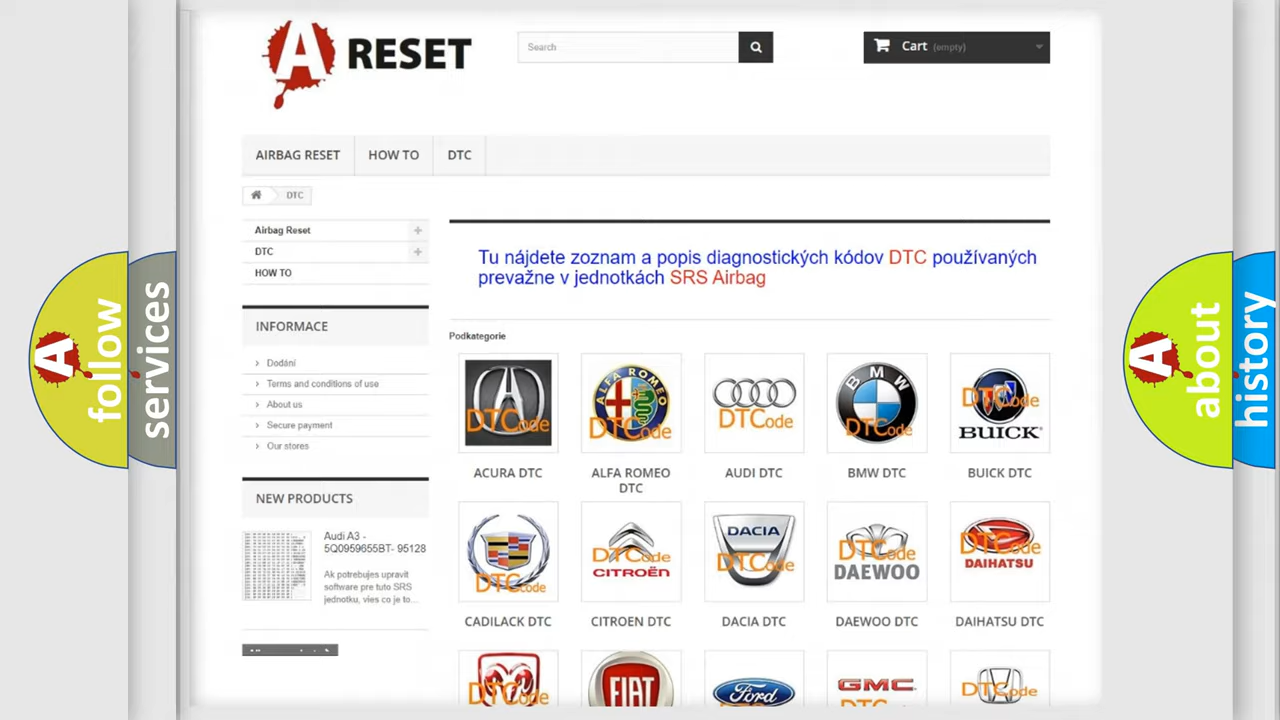 A RESET
Search
Cart (empty)
AIRBAG RESET
HOW TO
DTC
DTC
Airbag Reset
DTC
HOW TO
Tu nájdete zoznam a popis diagnostických kódov DTC používaných
prevažne v jednotkách SRS Airbag
INFORMACE
Dodání
Terms and conditions of use
About us
Secure payment
Our stores
NEW PRODUCTS
Audi A3 -
5Q0959655BT- 95128
Ak potrebujes upravit
software pre tuto SRS
jednotku, vies co je to...
Podkategorie
DTCode
ALFA ROMEO
DTCode
DTCode
BMW
DTCode
DTCode
BUICK
ACURA DTC
ALFA ROMEO
DTC
AUDI DTC
BMW DTC
BUICK DTC
DTCode
DTCode
CITROËN
DACIA
DTCode
DTCode
DAEWOO
DTCode
DAIHATSU
CADILACK DTC
CITROEN DTC
DACIA DTC
DAEWOO DTC
DAIHATSU DTC
DTCode
FIAT
Ford
GMC
DTCode
A follow
services
A about
history